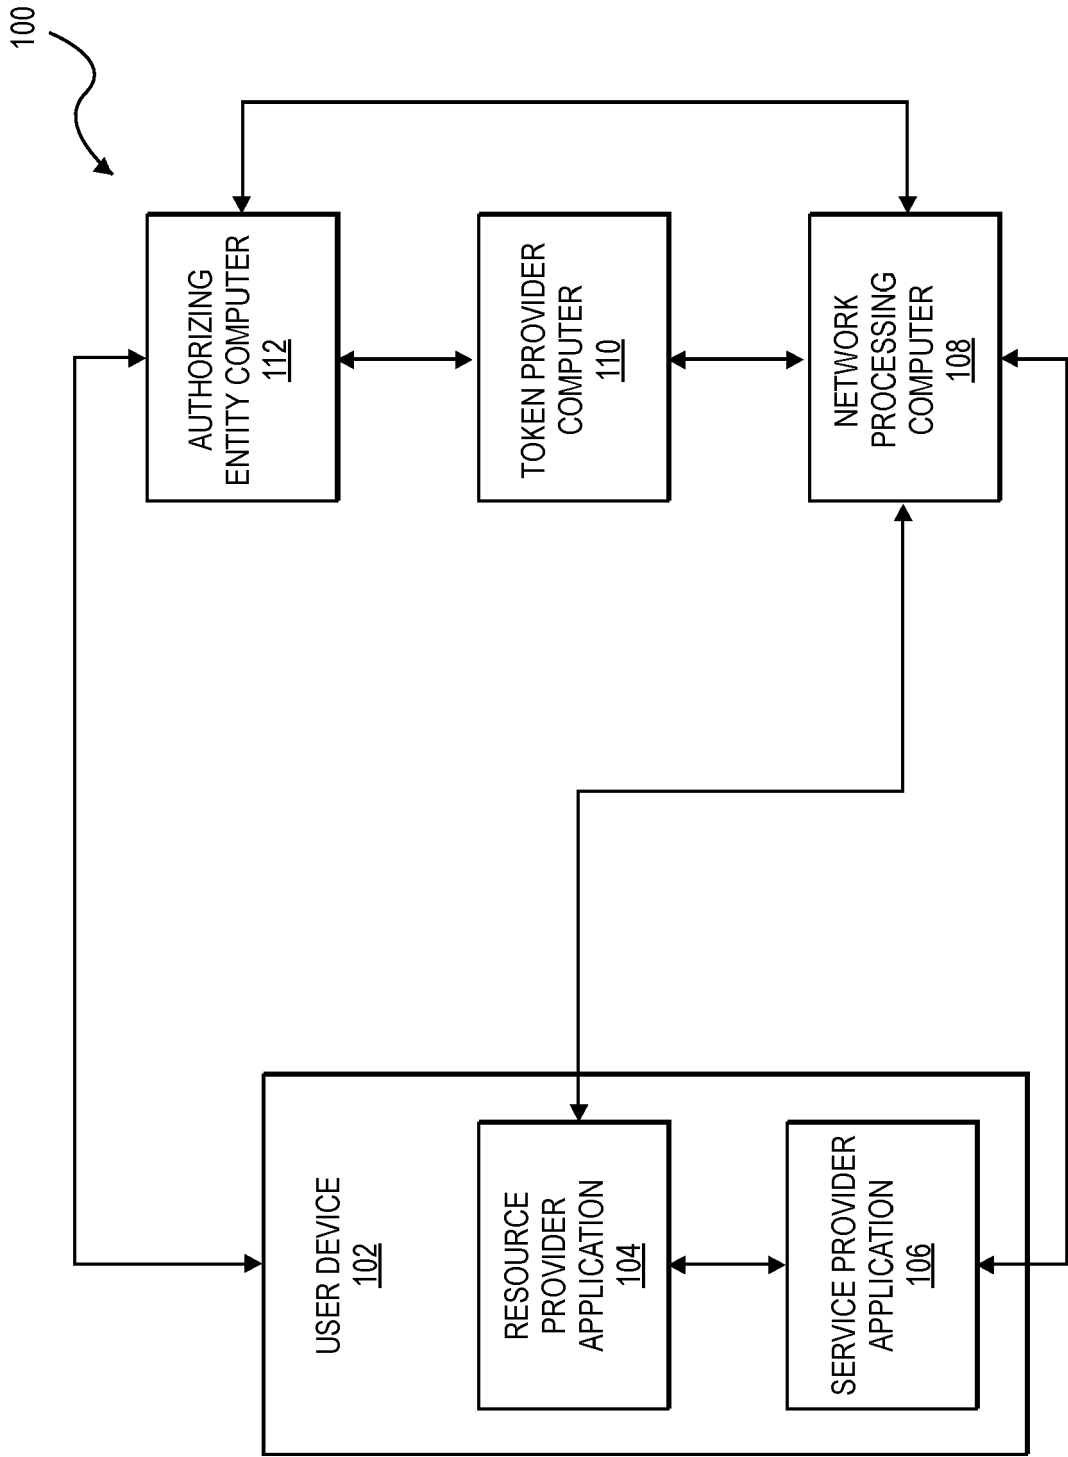 100
USER DEVICE
102
RESOURCE
PROVIDER
APPLICATION
104
SERVICE PROVIDER
APPLICATION
106
AUTHORIZING
ENTITY COMPUTER
112
TOKEN PROVIDER
COMPUTER
110
NETWORK
PROCESSING
COMPUTER
108